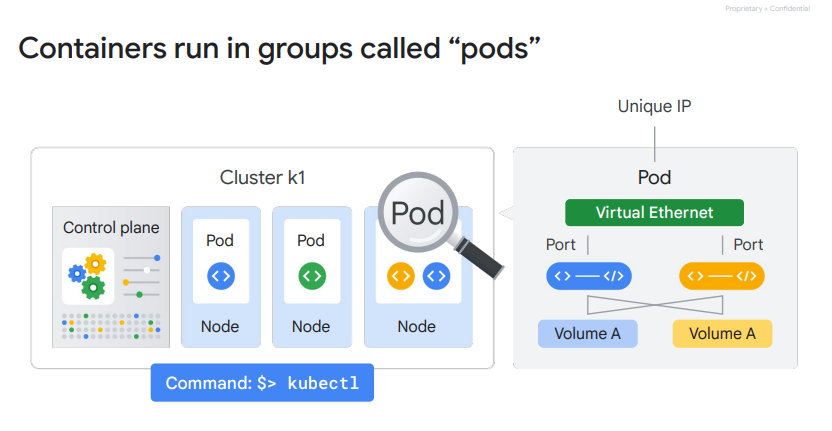 Proprietary + Confidential
Containers run in groups called “pods”
Unique IP
Cluster k1
Control plane
Pod
Node
Pod
Node
Pod
Node
Command: $> kubectl
Pod
Virtual Ethernet
Port
Port
<> — </>
<> — </>
Volume A
Volume A